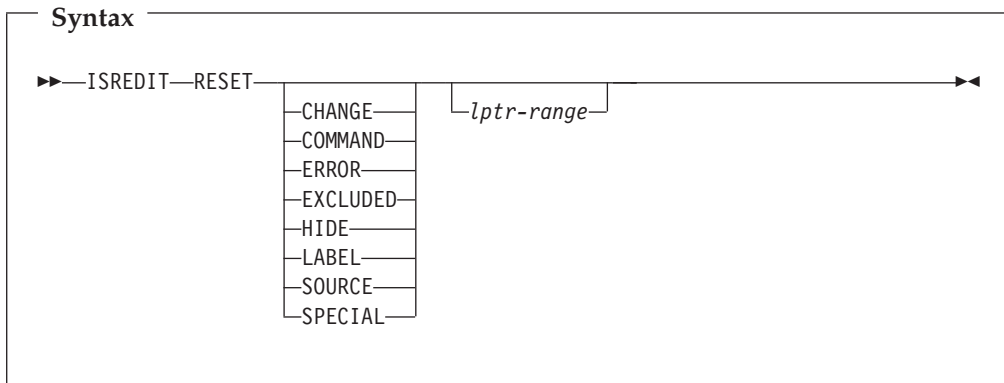 Syntax
ISREDIT RESET
CHANGE lptr-range
COMMAND
ERROR
EXCLUDED
HIDE
LABEL
SOURCE
SPECIAL